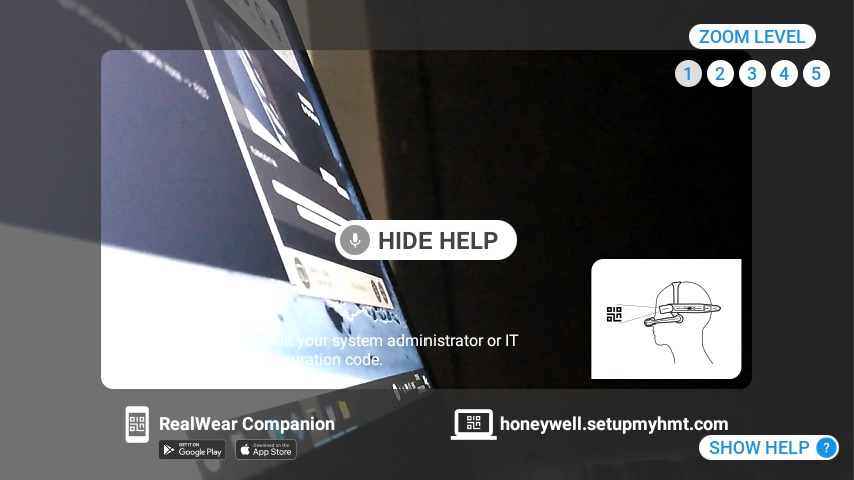 ZOOM LEVEL
1 2 3 4 5
HIDE HELP
your system administrator or IT
code.
RealWear Companion
GET IT ON
Google Play
Download on the
App Store
honeywell.setupmyhmt.com
SHOW HELP ?